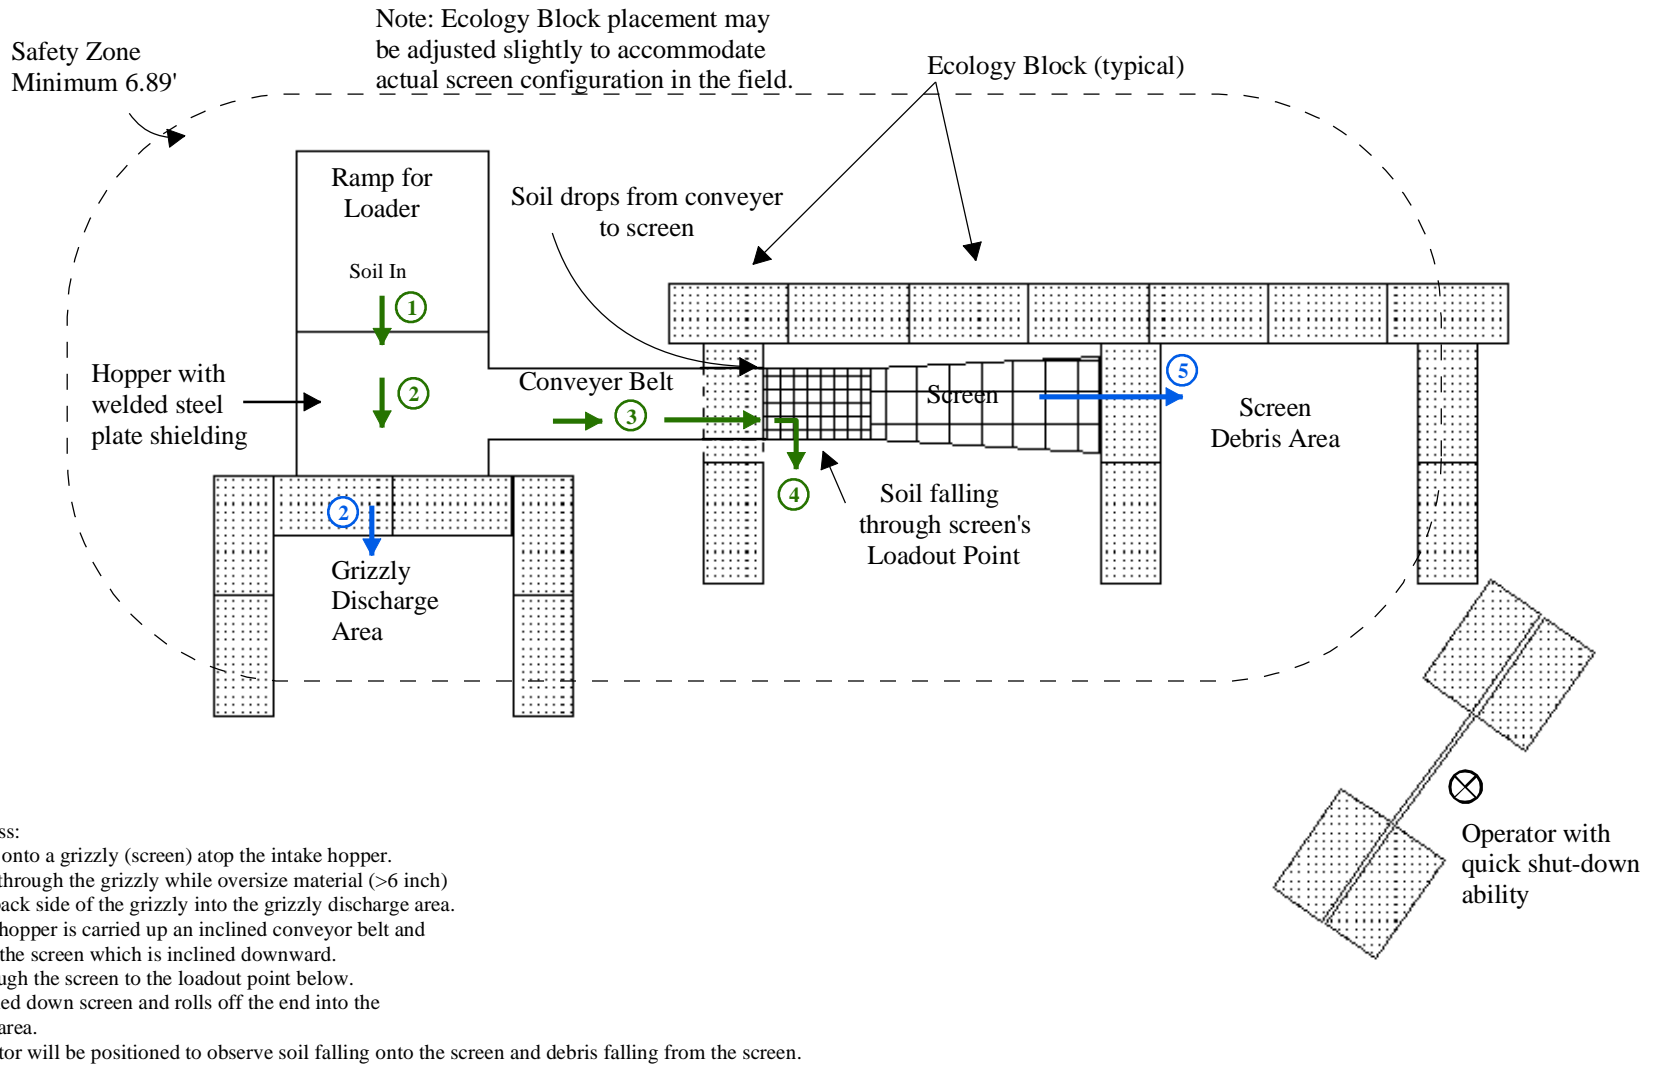 Note: Ecology Block placement may
be adjusted slightly to accommodate
actual screen configuration in the field.
Safety Zone
Minimum 6.89'
Ecology Block (typical)
Ramp for
Loader
Soil drops from conveyer
to screen
Soil In
1
Hopper with
welded steel
plate shielding
2
Conveyer Belt
3
Screen
5
Screen
Debris Area
4
Soil falling
through screen's
Loadout Point
2
Grizzly
Discharge
Area
Operator with
quick shut-down
ability
ss:
onto a grizzly (screen) atop the intake hopper.
through the grizzly while oversize material (>6 inch)
back side of the grizzly into the grizzly discharge area.
hopper is carried up an inclined conveyor belt and
the screen which is inclined downward.
ugh the screen to the loadout point below.
ed down screen and rolls off the end into the
area.
tor will be positioned to observe soil falling onto the screen and debris falling from the screen.